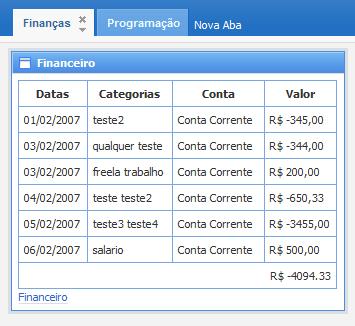 Finanças Programação Nova Aba
Financeiro
Datas Categorias Conta Valor
01/02/2007 teste2 Conta Corrente R$ -345,00
03/02/2007 qualquer teste Conta Corrente R$ -344,00
03/02/2007 freela trabalho Conta Corrente R$ 200,00
04/02/2007 teste teste2 Conta Corrente R$ -650,33
05/02/2007 teste3 teste4 Conta Corrente R$ -3455,00
06/02/2007 salario Conta Corrente R$ 500,00
R$ -4094.33
Financeiro